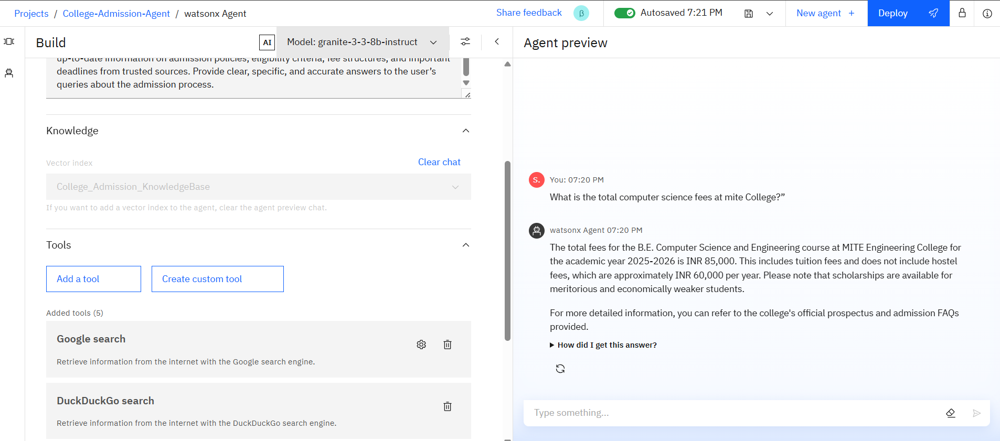 Projects / College-Admission-Agent / watsonx Agent
Share feedback β
Autosaved 7:21 PM
New agent +
Deploy
Build
AI
Model: granite-3-3-8b-instruct
Agent preview
up-to-date information on admission policies, eligibility criteria, fee structures, and important
deadlines from trusted sources. Provide clear, specific, and accurate answers to the user’s
queries about the admission process.
Knowledge
Vector index
Clear chat
College_Admission_KnowledgeBase
If you want to add a vector index to the agent, clear the agent preview chat.
Tools
Add a tool
Create custom tool
Added tools (5)
Google search
Retrieve information from the internet with the Google search engine.
DuckDuckGo search
Retrieve information from the internet with the DuckDuckGo search engine.
S.
You: 07:20 PM
What is the total computer science fees at mite College?”
watsonx Agent 07:20 PM
The total fees for the B.E. Computer Science and Engineering course at MITE Engineering College for
the academic year 2025-2026 is INR 85,000. This includes tuition fees and does not include hostel
fees, which are approximately INR 60,000 per year. Please note that scholarships are available for
meritorious and economically weaker students.
For more detailed information, you can refer to the college's official prospectus and admission FAQs
provided.
How did I get this answer?
Type something...